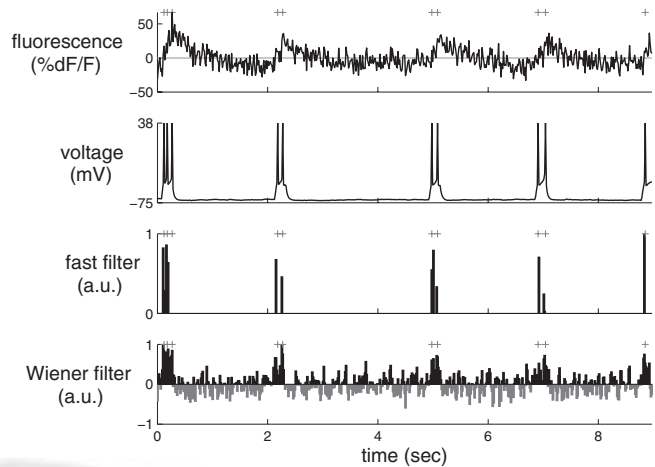 fluorescence
(%dF/F)
50
0
−50
voltage
(mV)
38
−75
fast filter
(a.u.)
1
0
Wiener filter
(a.u.)
1
0
−1
0 2 4 6 8
time (sec)